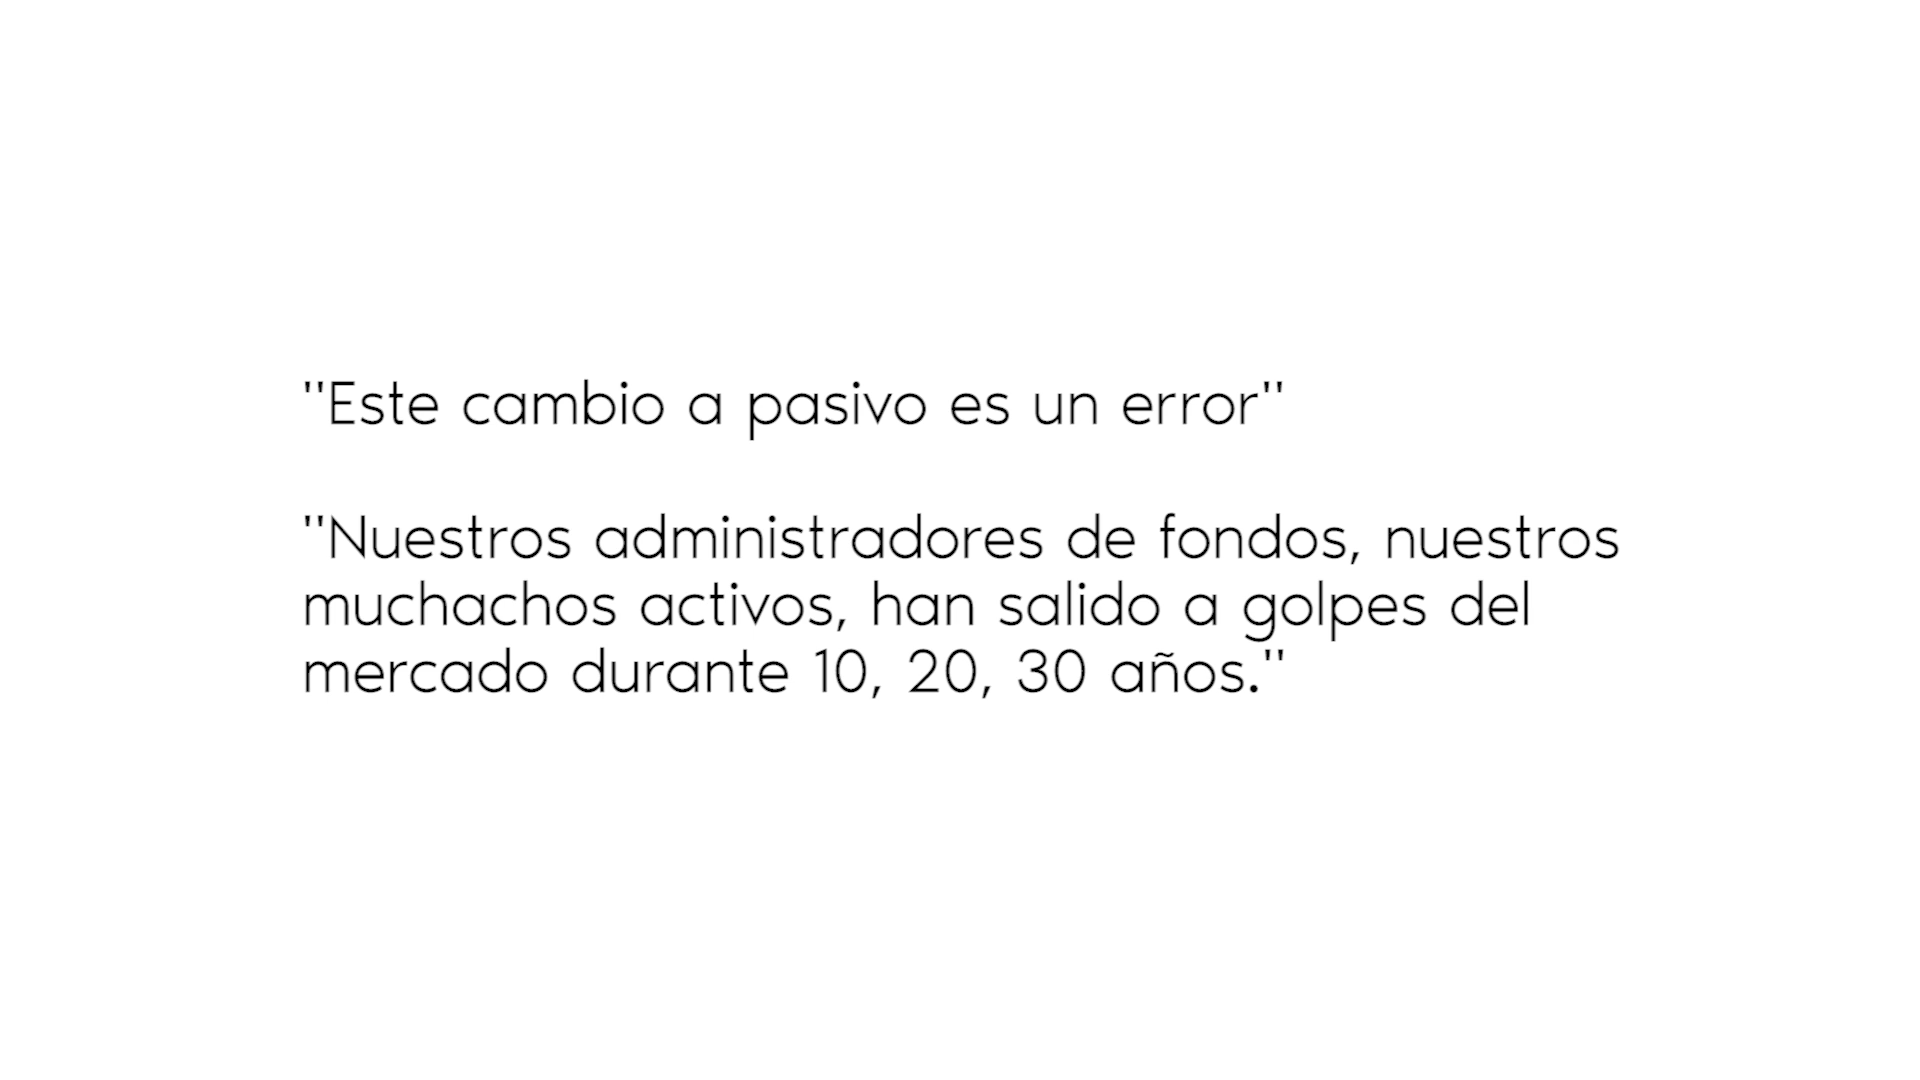 "Este cambio a pasivo es un error"
"Nuestros administradores de fondos, nuestros
muchachos activos, han salido a golpes del
mercado durante 10, 20, 30 años."